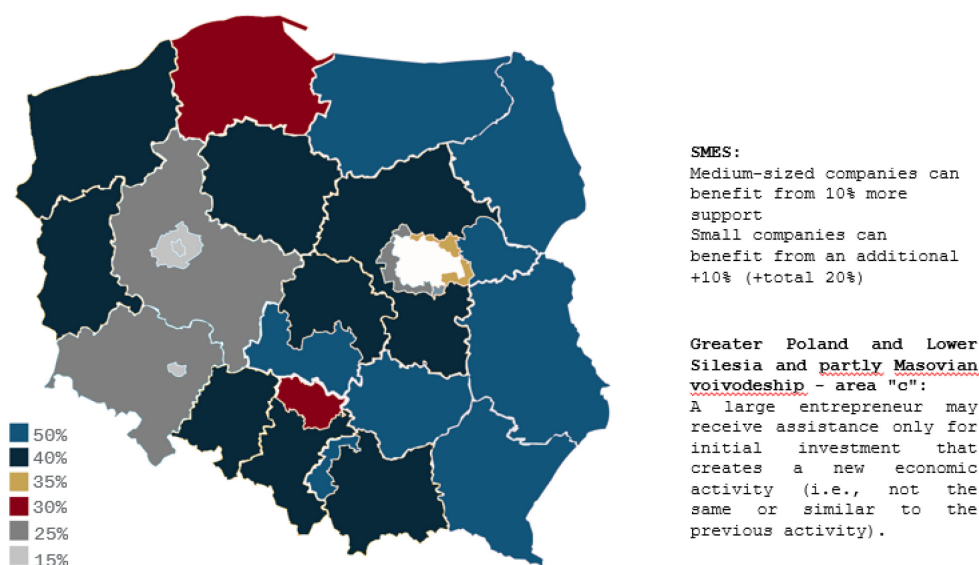 50%
40%
35%
30%
25%
15%
SMES:
Medium-sized companies can
benefit from 10% more
support
Small companies can
benefit from an additional
+10% (+total 20%)
Greater Poland and Lower
Silesia and partly Masovian
voivodeship - area "c":
A large entrepreneur may
receive assistance only for
initial investment that
creates a new economic
activity (i.e., not the
same or similar to the
previous activity).